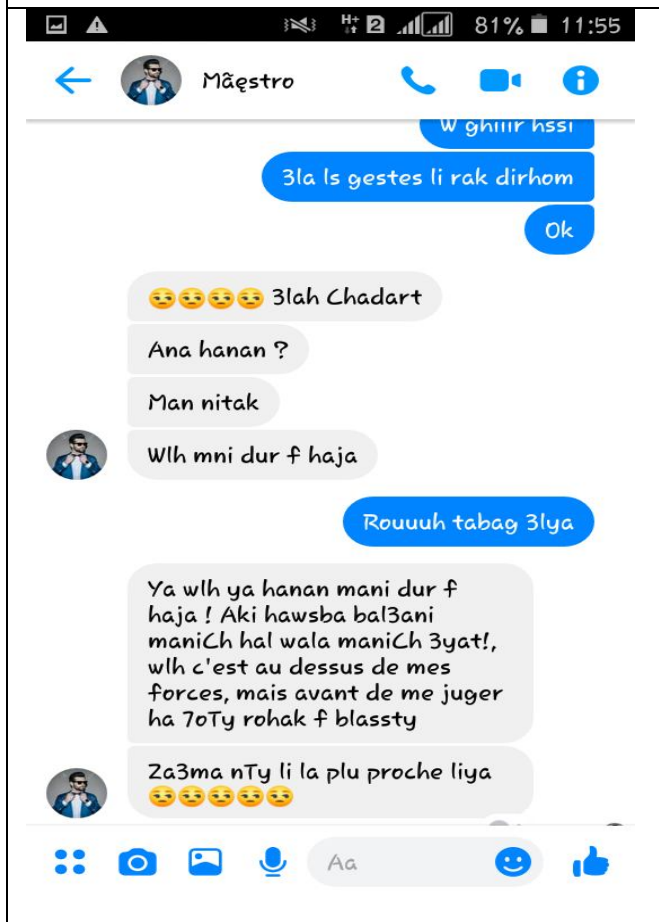 H+ 2 81% 11:55
Mãęstro
W ghiiir hssi
3la ls gestes li rak dirhom
Ok
😒😒😒😒 3lah Chadart
Ana hanan ?
Man nitak
Wlh mni dur f haja
Rouuuh tabag 3lya
Ya wlh ya hanan mani dur f
haja ! Aki hawsba bal3ani
maniCh hal wala maniCh 3yat!,
wlh c'est au dessus de mes
forces, mais avant de me juger
ha 7oTy rohak f blassty
Za3ma nTy li la plu proche liya
😒😒😒😒😒
Aa